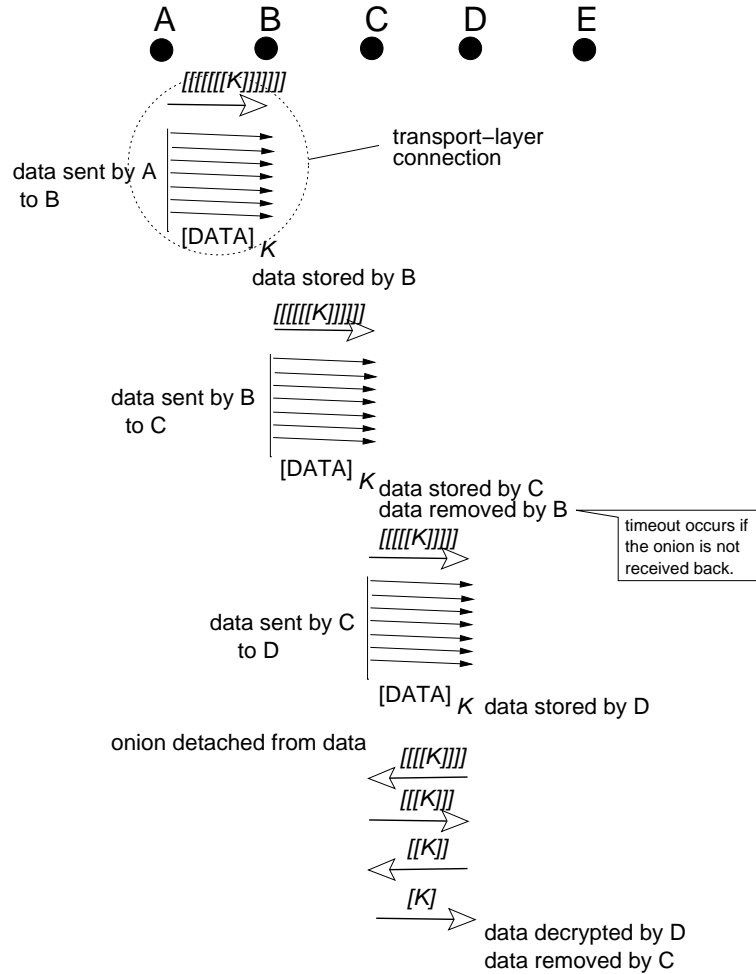 A B C D E
[[[[[[[K]]]]]]]
transport–layer
connection
data sent by A
to B
[DATA] K
data stored by B
[[[[[[K]]]]]]
data sent by B
to C
[DATA] K
data stored by C
data removed by B
timeout occurs if
the onion is not
received back.
[[[[[K]]]]]
data sent by C
to D
[DATA] K
data stored by D
onion detached from data
[[[[K]]]]
[[[K]]]
[[K]]
[K]
data decrypted by D
data removed by C